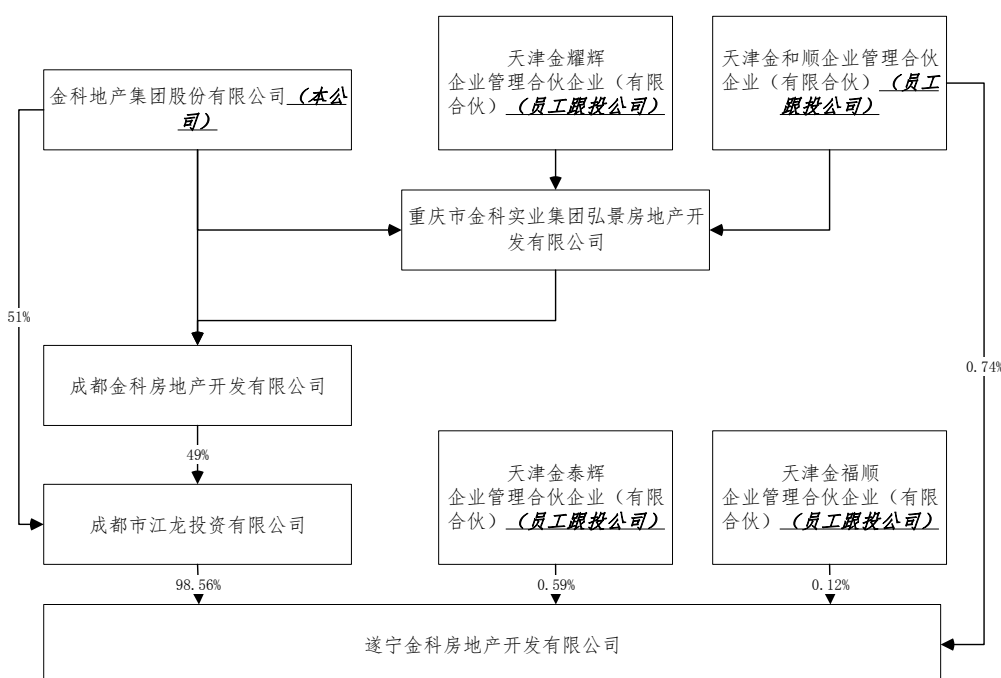 天津金耀辉
企业管理合伙企业（有限
合伙）（员工跟投公司）
天津金和顺企业管理合伙
企业（有限合伙）（员工
跟投公司）
金科地产集团股份有限公司（本公
司）
重庆市金科实业集团弘景房地产开
发有限公司
51%
0.74%
成都金科房地产开发有限公司
49%
天津金泰辉
企业管理合伙企业（有限
合伙）（员工跟投公司）
天津金福顺
企业管理合伙企业（有限
合伙）（员工跟投公司）
成都市江龙投资有限公司
98.56%
0.59%
0.12%
遂宁金科房地产开发有限公司